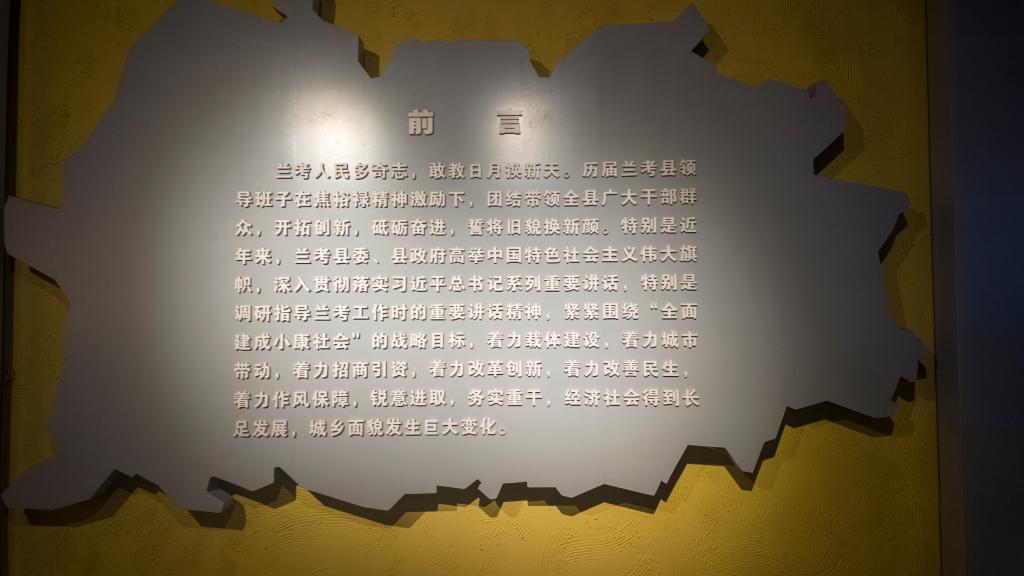 前 言
兰考人民多奇志，敢教日月换新天。历届兰考县领
导班子在焦裕禄精神激励下，团结带领全县广大干部群
众，开拓创新，砥砺奋进，誓将旧貌换新颜。特别是近
年来，兰考县委、县政府高举中国特色社会主义伟大旗
帜，深入贯彻落实习近平总书记系列重要讲话，特别是
调研指导兰考工作时的重要讲话精神，紧紧围绕“全面
建成小康社会”的战略目标，着力载体建设，着力城市
带动，着力招商引资，着力改革创新，着力改善民生，
着力作风保障，锐意进取，务实重干，经济社会得到长
足发展，城乡面貌发生巨大变化。